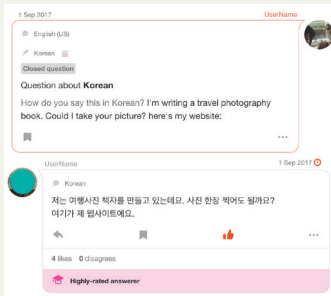 1 Sep 2017 UserName
English (US)
Korean
Closed question
Question about Korean
How do you say this in Korean? I'm writing a travel photography
book. Could I take your picture? here's my website:
UserName 1 Sep 2017
Korean
저는 여행사진 책자를 만들고 있는데요. 사진 한장 찍어도 될까요?
여기가 제 웹사이트에요.
4 likes 0 disagrees
Highly-rated answerer